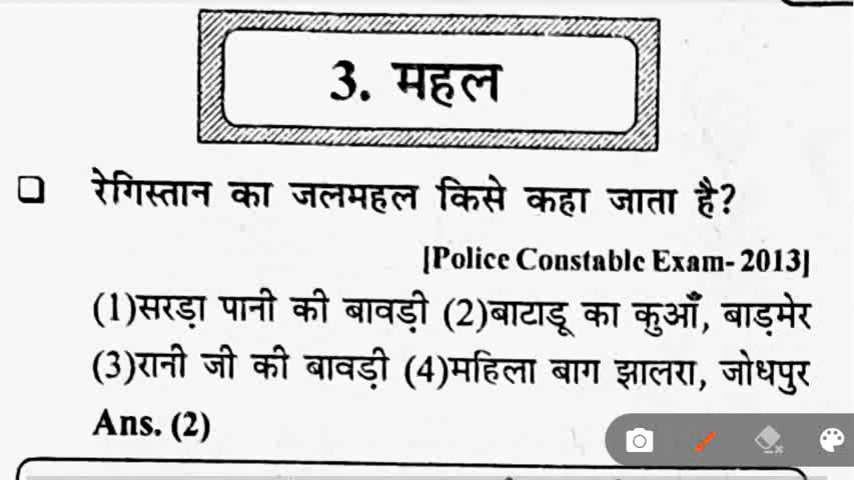 3. महल
❑ रेगिस्तान का जलमहल किसे कहा जाता है?
[Police Constable Exam- 2013]
(1)सरड़ा पानी की बावड़ी (2)बाटाडू का कुआँ, बाड़मेर
(3)रानी जी की बावड़ी (4)महिला बाग झालरा, जोधपुर
Ans. (2)